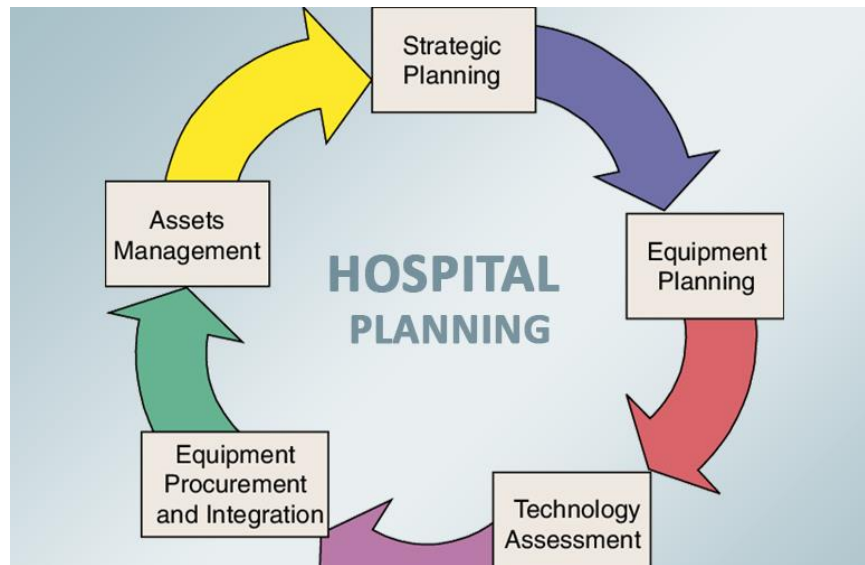 Strategic
Planning
Equipment
Planning
Technology
Assessment
Equipment
Procurement
and Integration
Assets
Management
HOSPITAL
PLANNING